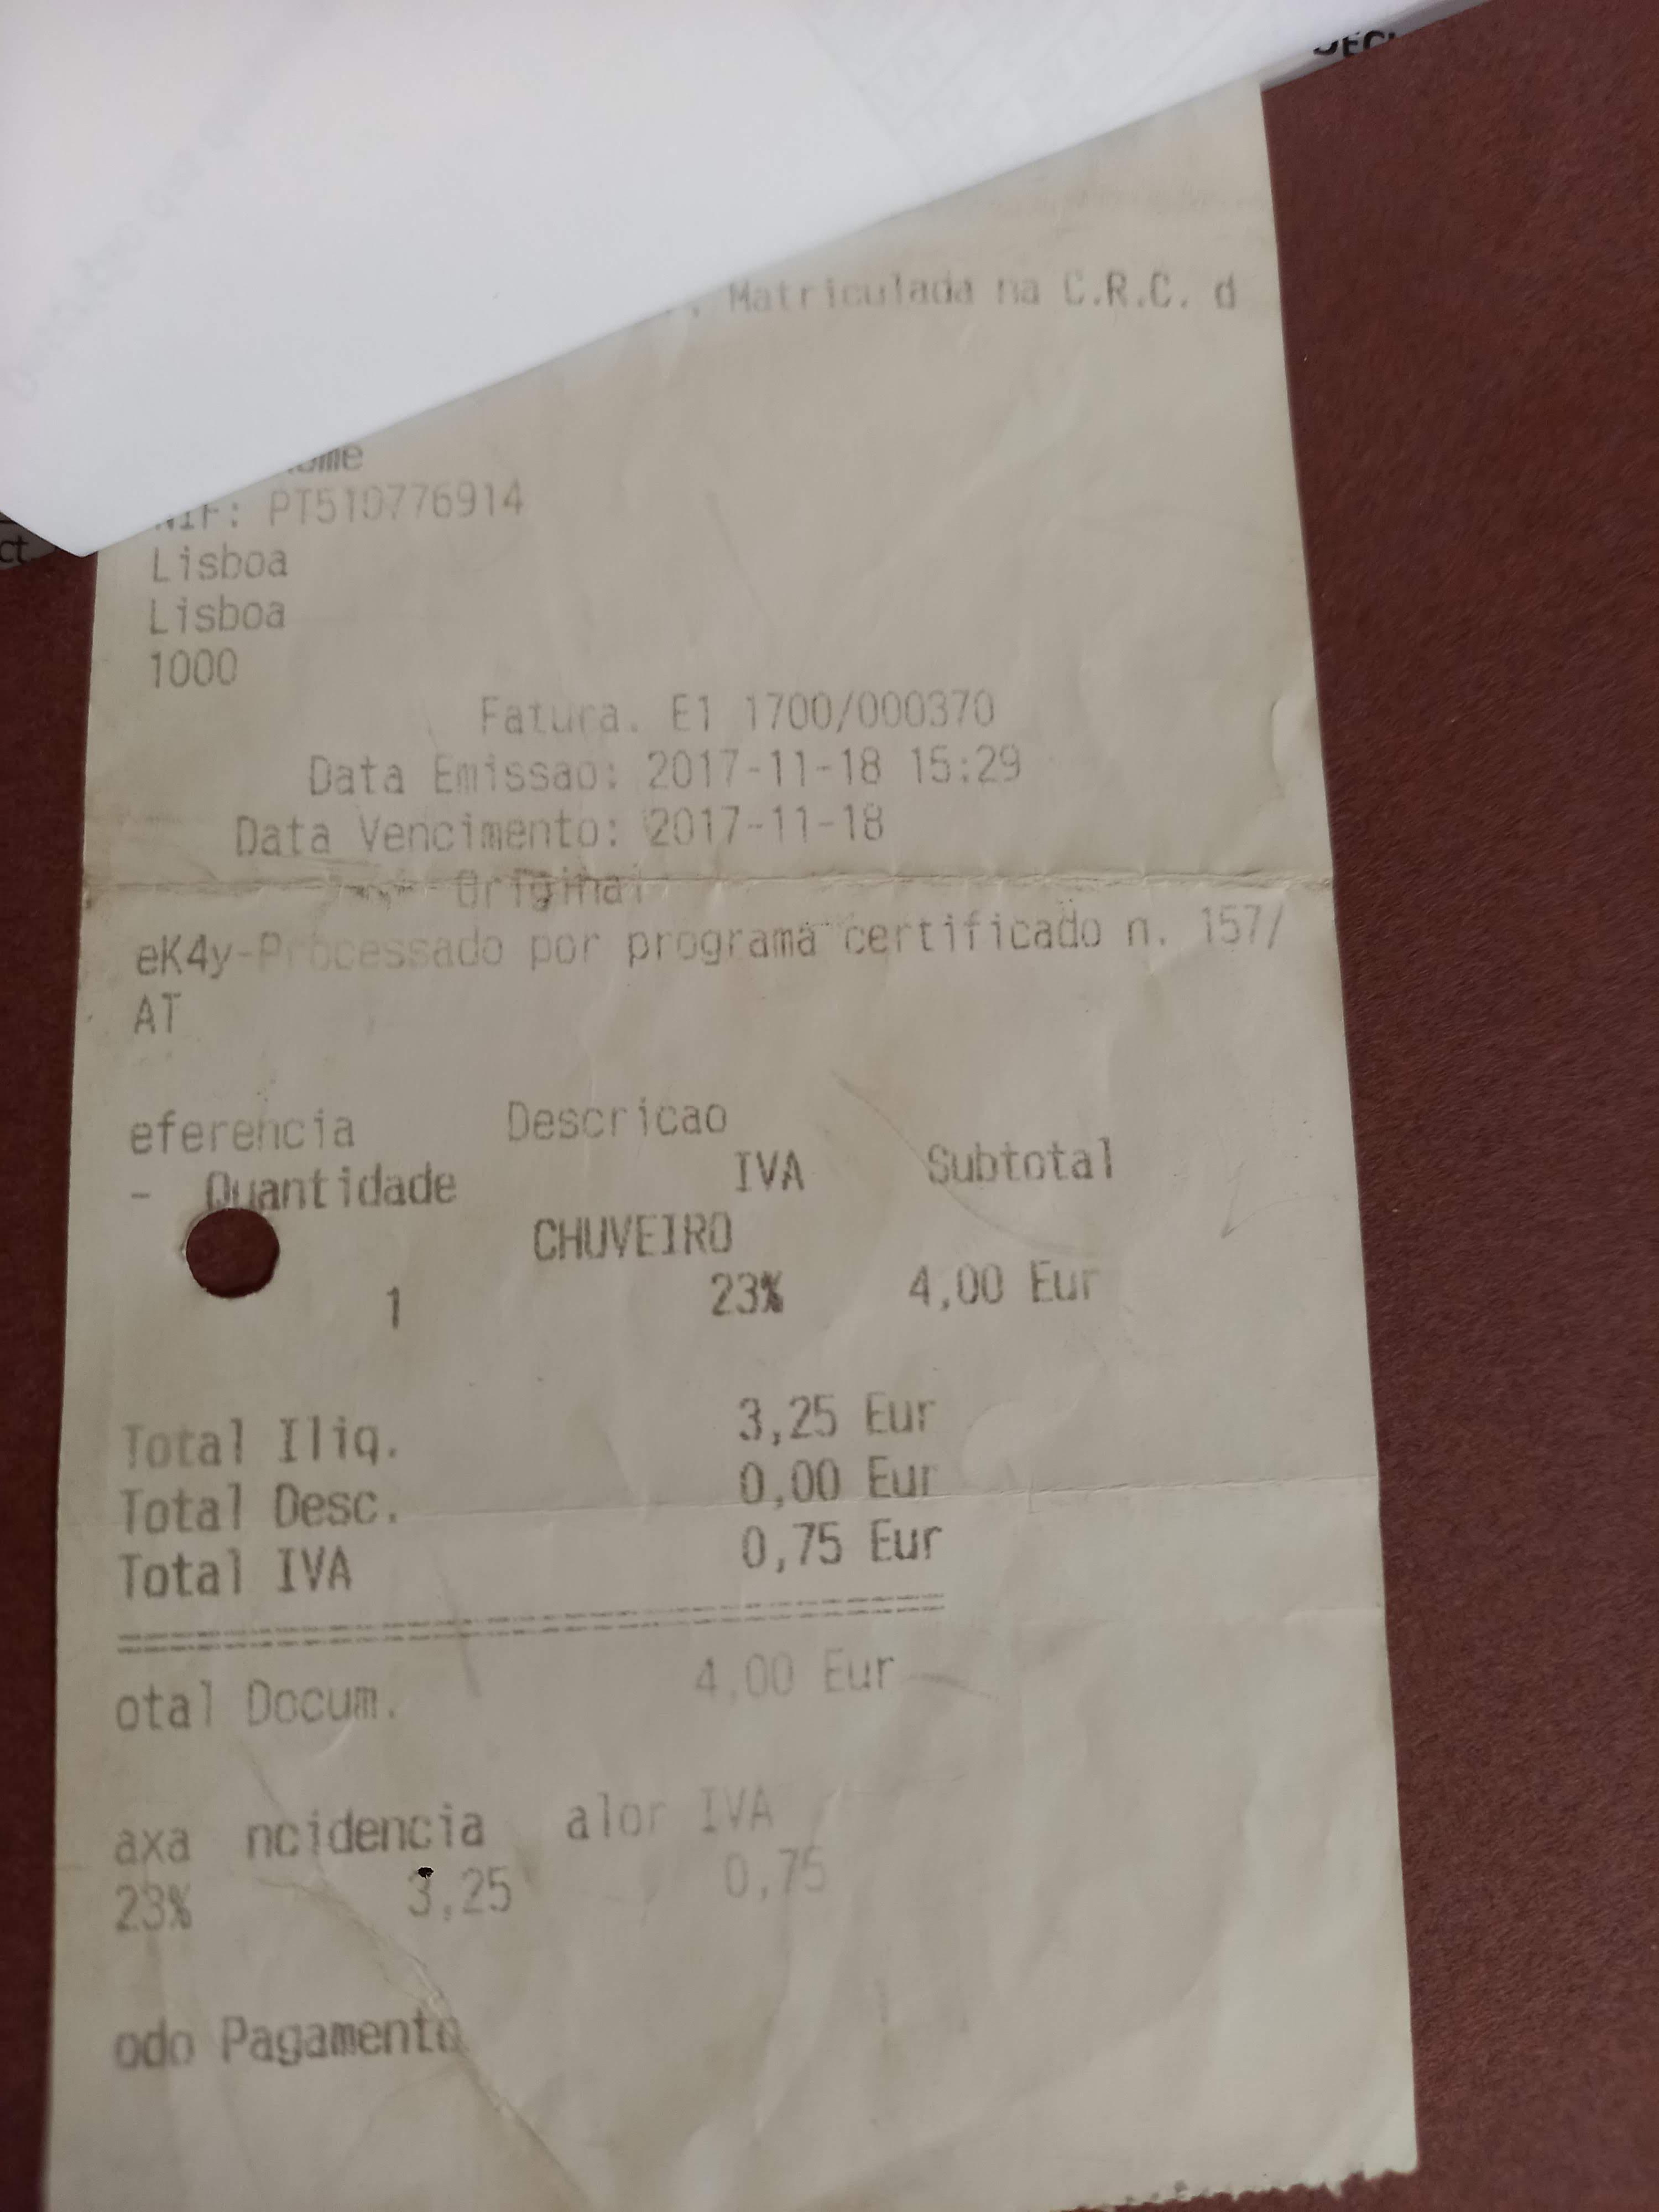 , Matriculada na C.R.C. d
NIF: PT510776914
Lisboa
Lisboa
1000
Fatura. E1 1700/000370
Data Emissao: 2017-11-18 15:29
Data Vencimento: 2017-11-18
Original
eK4y-Processado por programa certificado n. 157/
AT
eferencia Descricao
- Quantidade IVA Subtotal
CHUVEIRO
1 23% 4,00 Eur
Total Iliq. 3,25 Eur
Total Desc. 0,00 Eur
Total IVA 0,75 Eur
otal Docum. 4,00 Eur
axa ncidencia alor IVA
23% 3,25 0,75
odo Pagamento